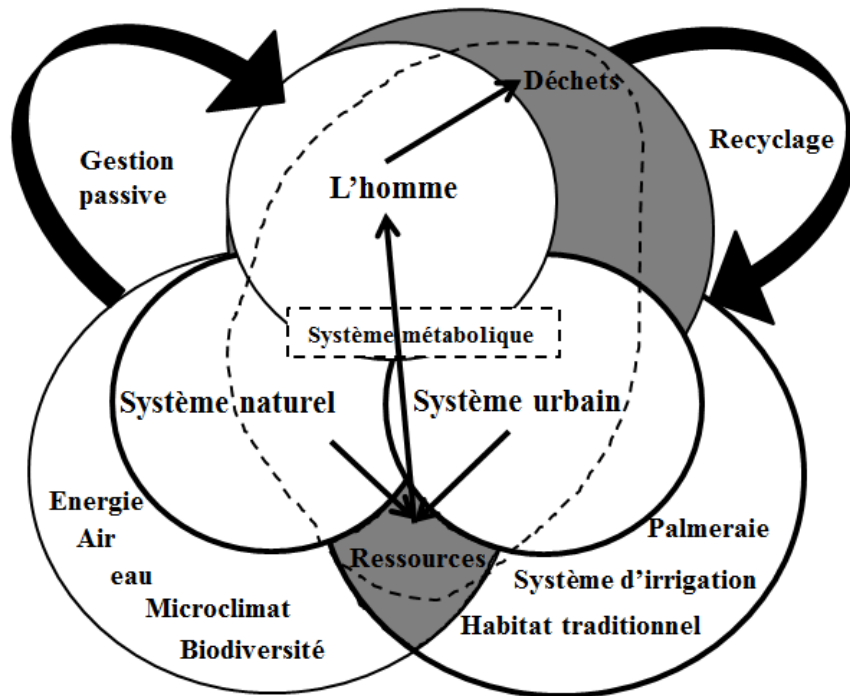 Déchets
Recyclage
Gestion
passive
L'homme
Système métabolique
Système naturel
Système urbain
Energie
Air
eau
Microclimat
Biodiversité
Ressources
Palmeraie
Système d'irrigation
Habitat traditionnel